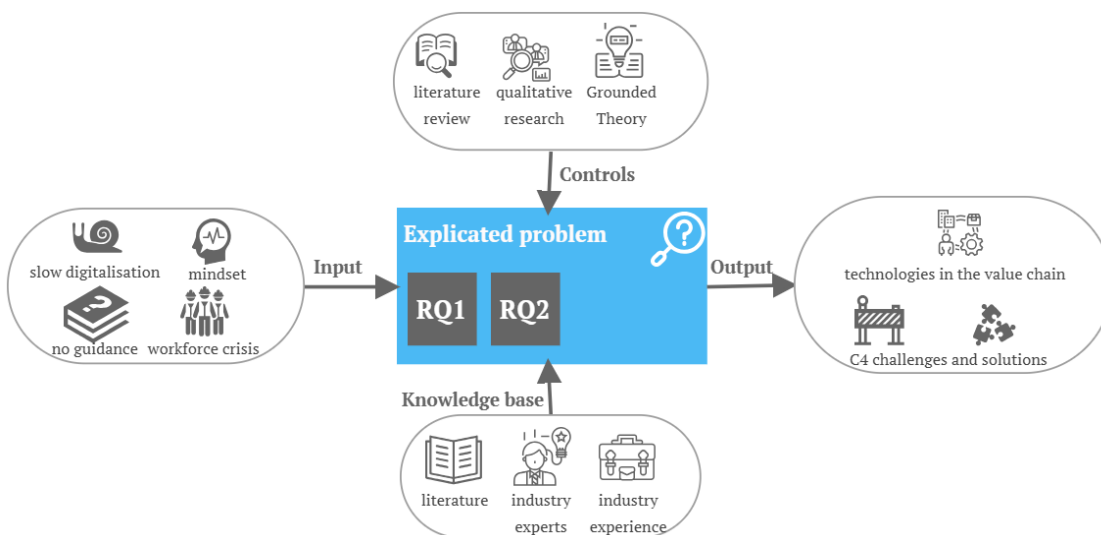 literature
review
qualitative
research
Grounded
Theory
Controls
slow digitalisation
mindset
no guidance
workforce crisis
Input
Explicated problem
RQ1
RQ2
Output
technologies in the value chain
C4 challenges and solutions
Knowledge base
literature
industry
experts
industry
experience